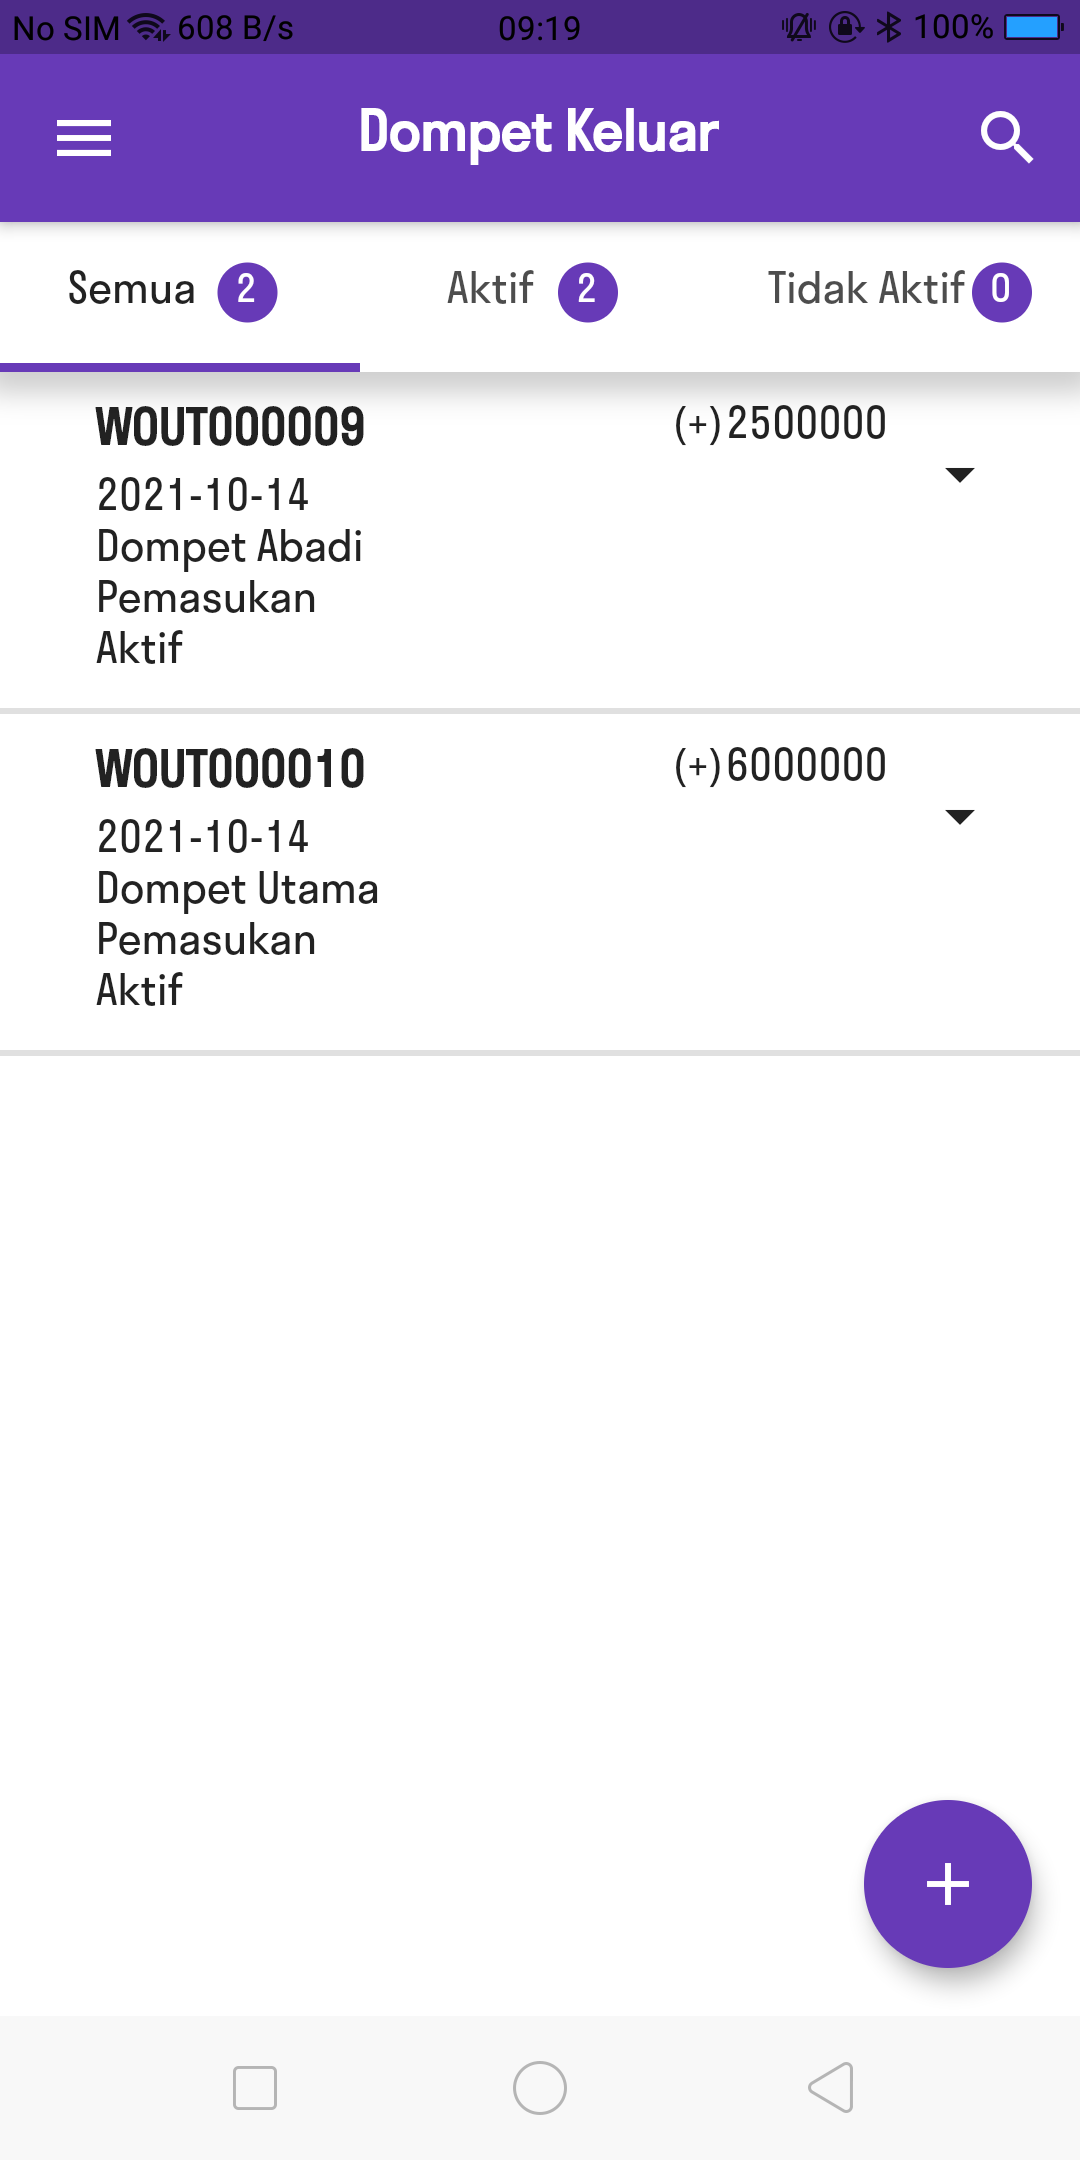 No SIM 608 B/s 09:19 100%
Dompet Keluar
Semua 2 Aktif 2 Tidak Aktif 0
WOUT000009 (+) 2500000
2021-10-14
Dompet Abadi
Pemasukan
Aktif
WOUT000010 (+) 6000000
2021-10-14
Dompet Utama
Pemasukan
Aktif
+